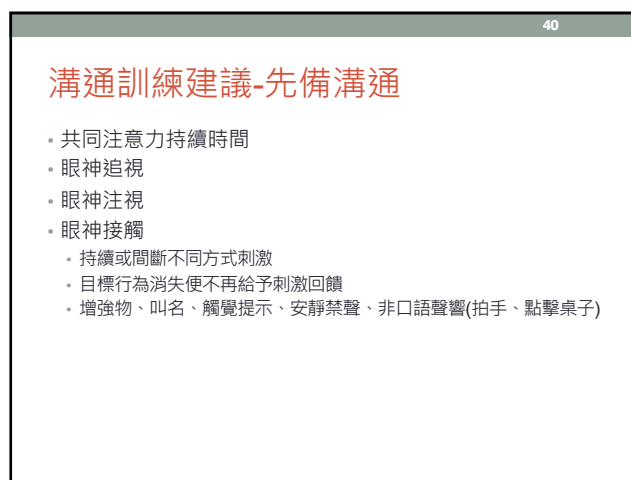 40
溝通訓練建議-先備溝通
• 共同注意力持續時間
• 眼神追視
• 眼神注視
• 眼神接觸
• 持續或間斷不同方式刺激
• 目標行為消失便不再給予刺激回饋
• 增強物、叫名、觸覺提示、安靜禁聲、非口語聲響(拍手、點擊桌子)